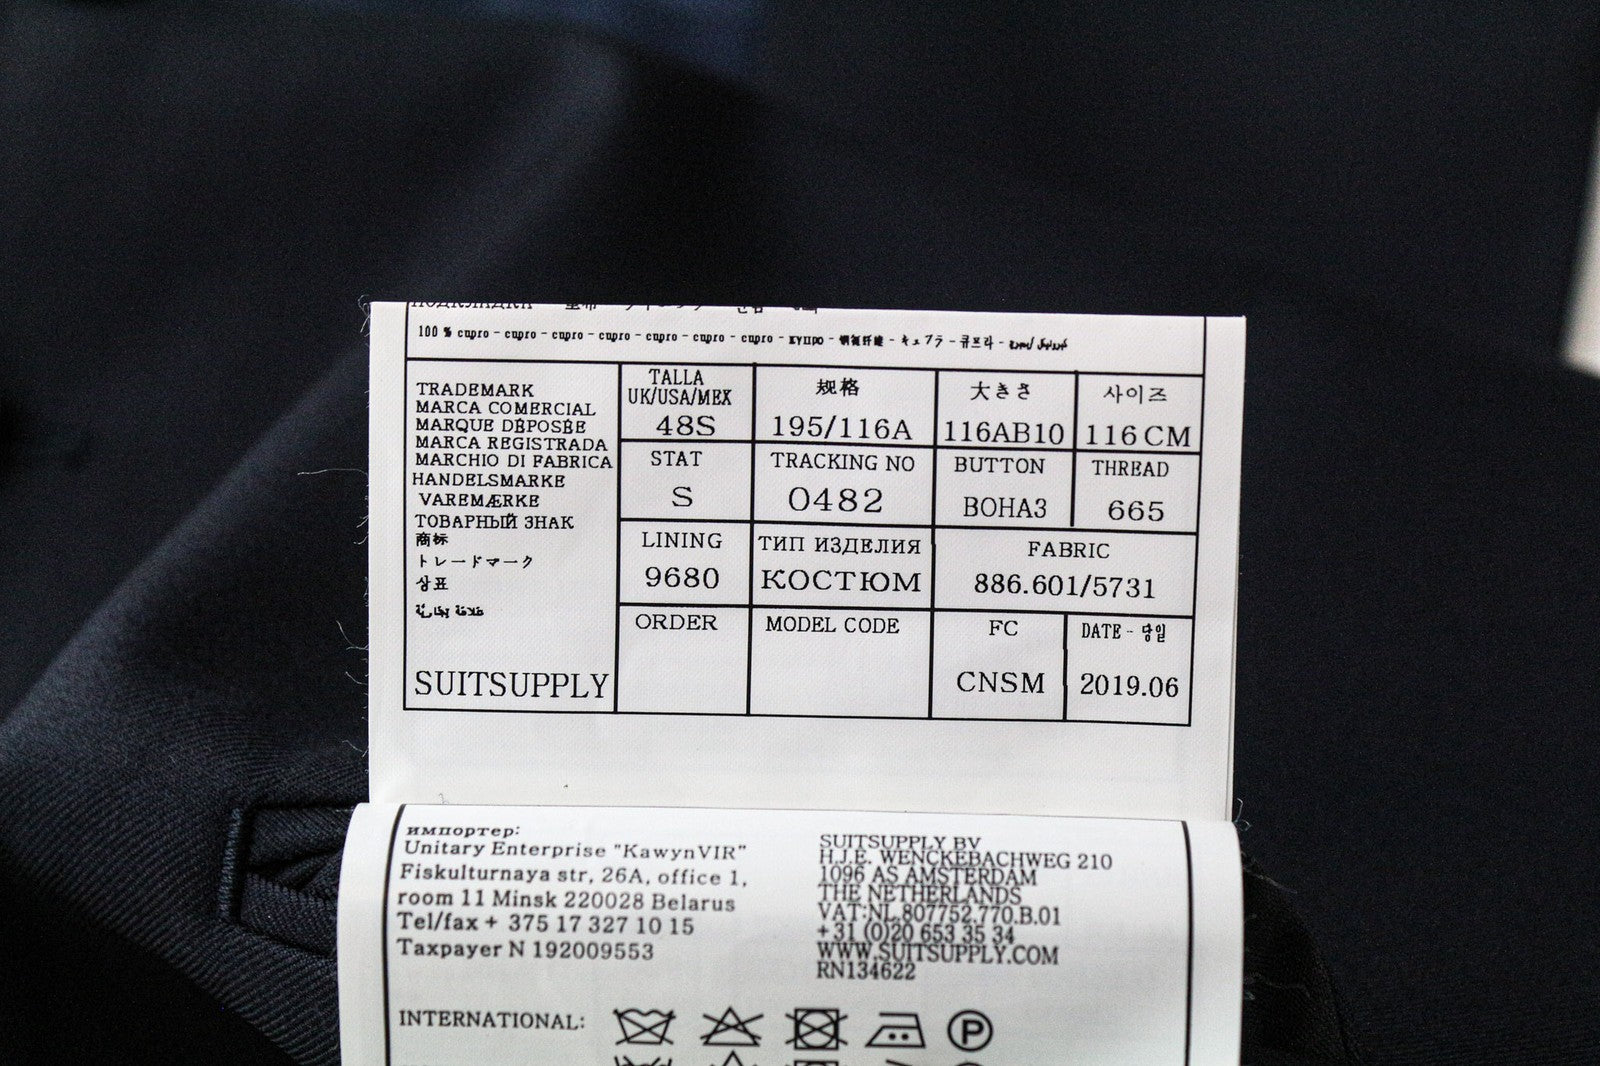 100 % cupro - cupro - cupro - cupro - cupro - cupro - cupro - купро - 铜氨纤维 - キュプラ - 큐프라 -
TRADEMARK
MARCA COMERCIAL
MARQUE DÉPOSÉE
MARCA REGISTRADA
MARCHIO DI FABRICA
HANDELSMARKE
VAREMÆRKE
ТОВАРНЫЙ ЗНАК
商标
トレードマーク
상표
SUITSUPPLY
TALLA
UK/USA/MEX
48S
规格
195/116A
大きさ
116AB10
사이즈
116 CM
STAT
S
TRACKING NO
0482
BUTTON
BOHA3
THREAD
665
LINING
9680
ТИП ИЗДЕЛИЯ
КОСТЮМ
FABRIC
886.601/5731
ORDER
MODEL CODE
FC
CNSM
DATE -
2019.06
импортер:
Unitary Enterprise "KawynVIR"
Fiskulturnaya str, 26A, office 1,
room 11 Minsk 220028 Belarus
Tel/fax + 375 17 327 10 15
Taxpayer N 192009553
SUITSUPPLY BV
H.J.E. WENCKEBACHWEG 210
1096 AS AMSTERDAM
THE NETHERLANDS
VAT:NL.807752.770.B.01
+31 (0)20 653 35 34
WWW.SUITSUPPLY.COM
RN134622
INTERNATIONAL:
P